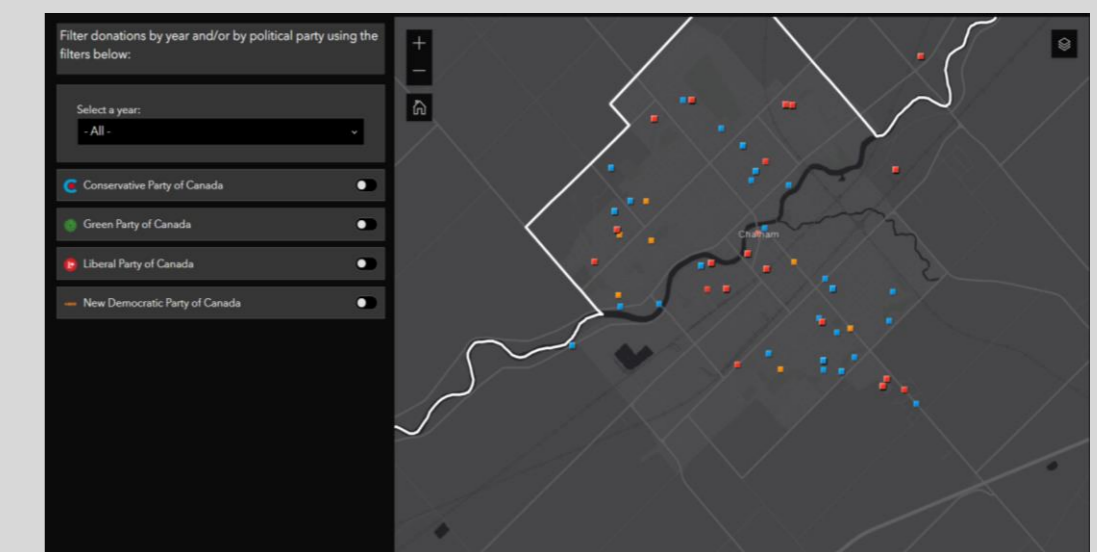 Filter donations by year and/or by political party using the
filters below:
Select a year:
- All -
Conservative Party of Canada
Green Party of Canada
Liberal Party of Canada
New Democratic Party of Canada
Chatham